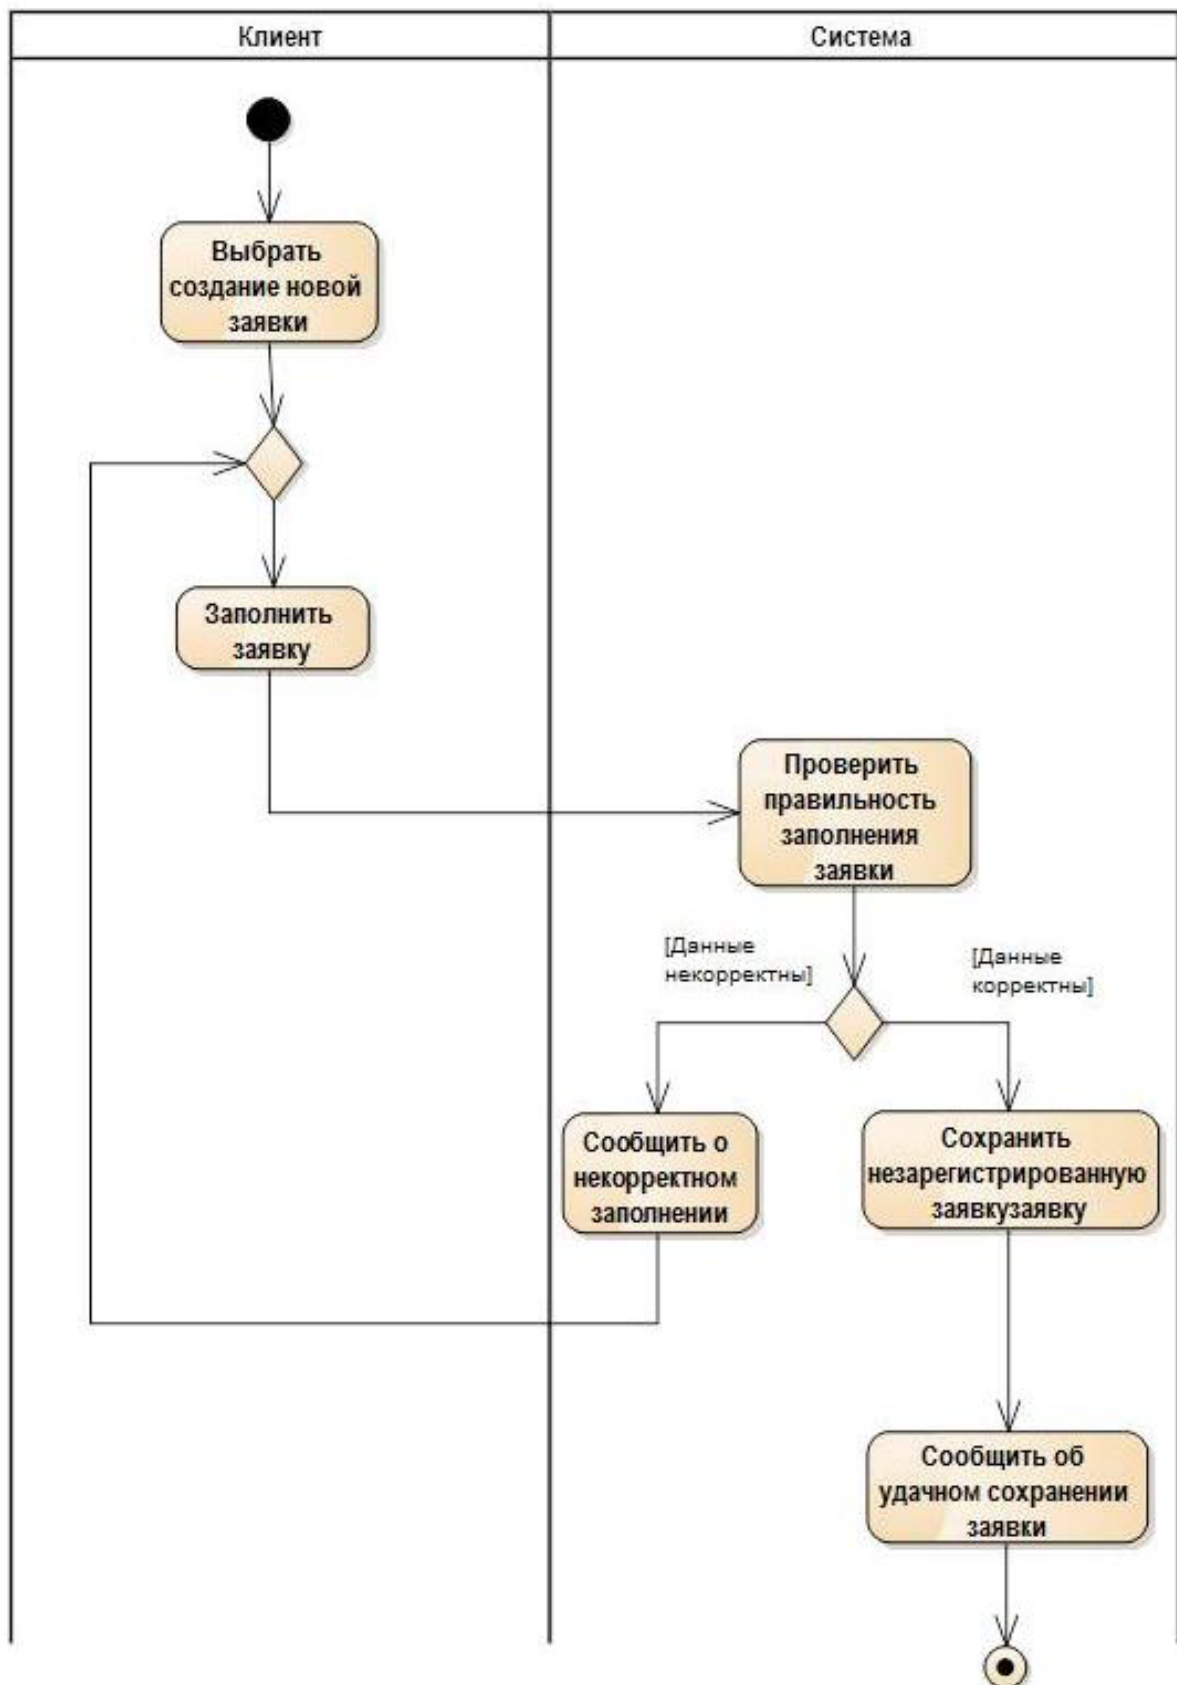 Клиент
Система
Выбрать
создание новой
заявки
Заполнить
заявку
Проверить
правильность
заполнения
заявки
[Данные
некорректны]
[Данные
корректны]
Сообщить о
некорректном
заполнении
Сохранить
незарегистрированную
заявкузаявку
Сообщить об
удачном сохранении
заявки